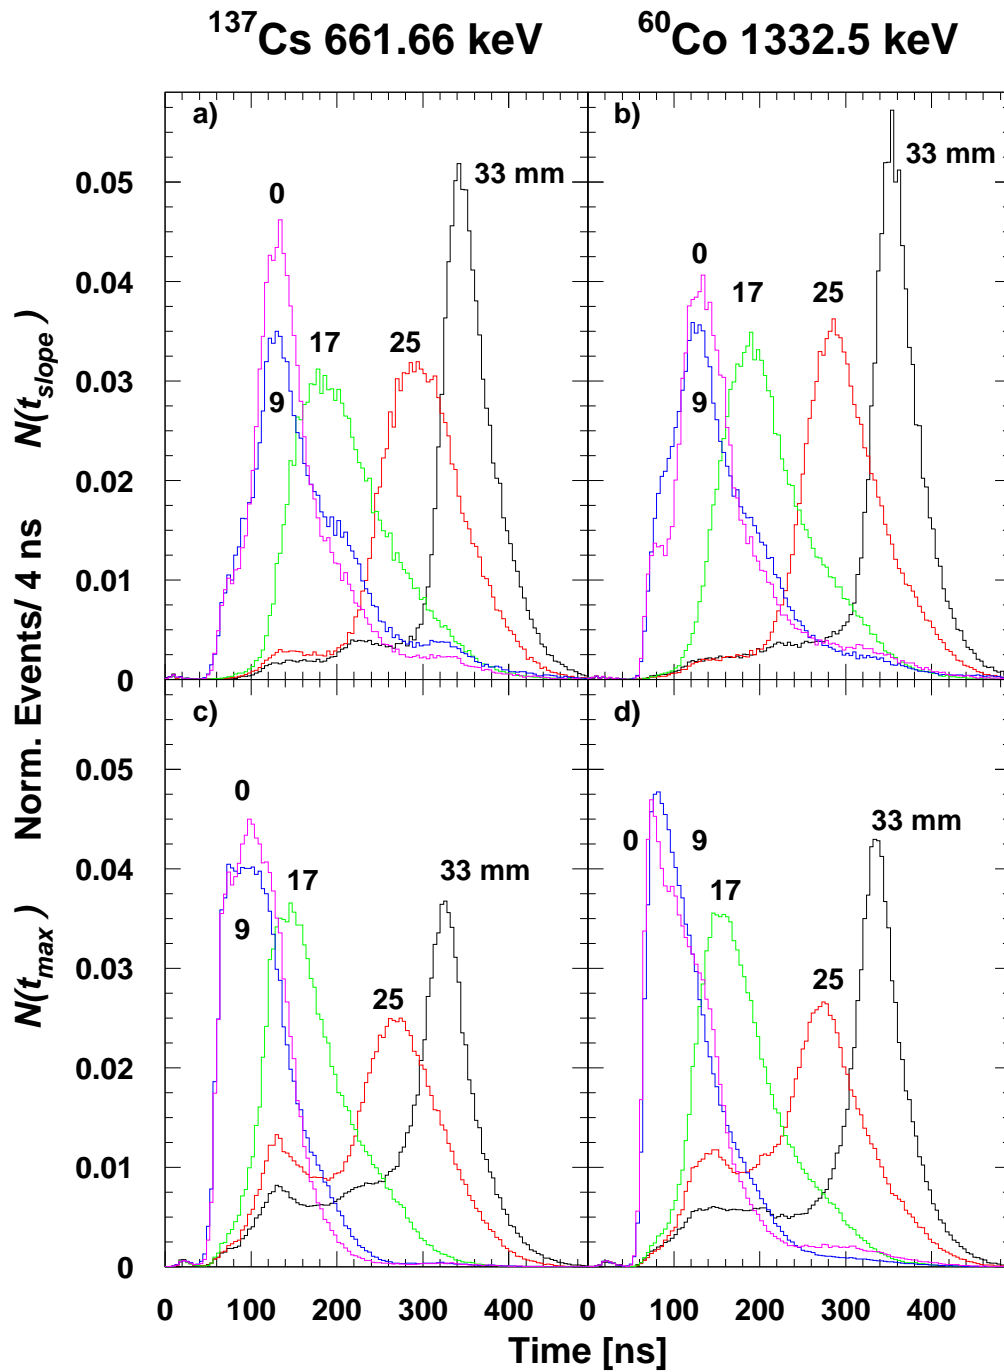 ¹³⁷Cs 661.66 keV
⁶⁰Co 1332.5 keV
a)
b)
0
9
17
25
33 mm
0
9
17
25
33 mm
0.05
0.04
0.03
0.02
0.01
0
N(t_slope)
Norm. Events/ 4 ns
N(t_max)
c)
d)
0
9
17
25
33 mm
0
9
17
25
33 mm
0.05
0.04
0.03
0.02
0.01
0
0 100 200 300 400 0 100 200 300 400
Time [ns]